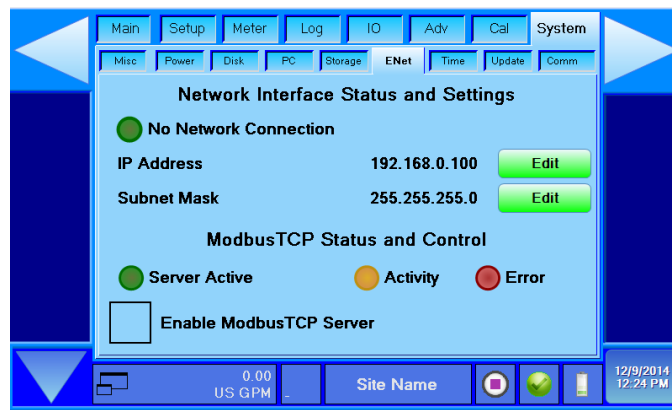 Main Setup Meter Log IO Adv Cal System
Misc Power Disk PC Storage ENet Time Update Comm
Network Interface Status and Settings
No Network Connection
IP Address 192.168.0.100 Edit
Subnet Mask 255.255.255.0 Edit
ModbusTCP Status and Control
Server Active Activity Error
Enable ModbusTCP Server
0.00
US GPM - Site Name
12/9/2014
12:24 PM